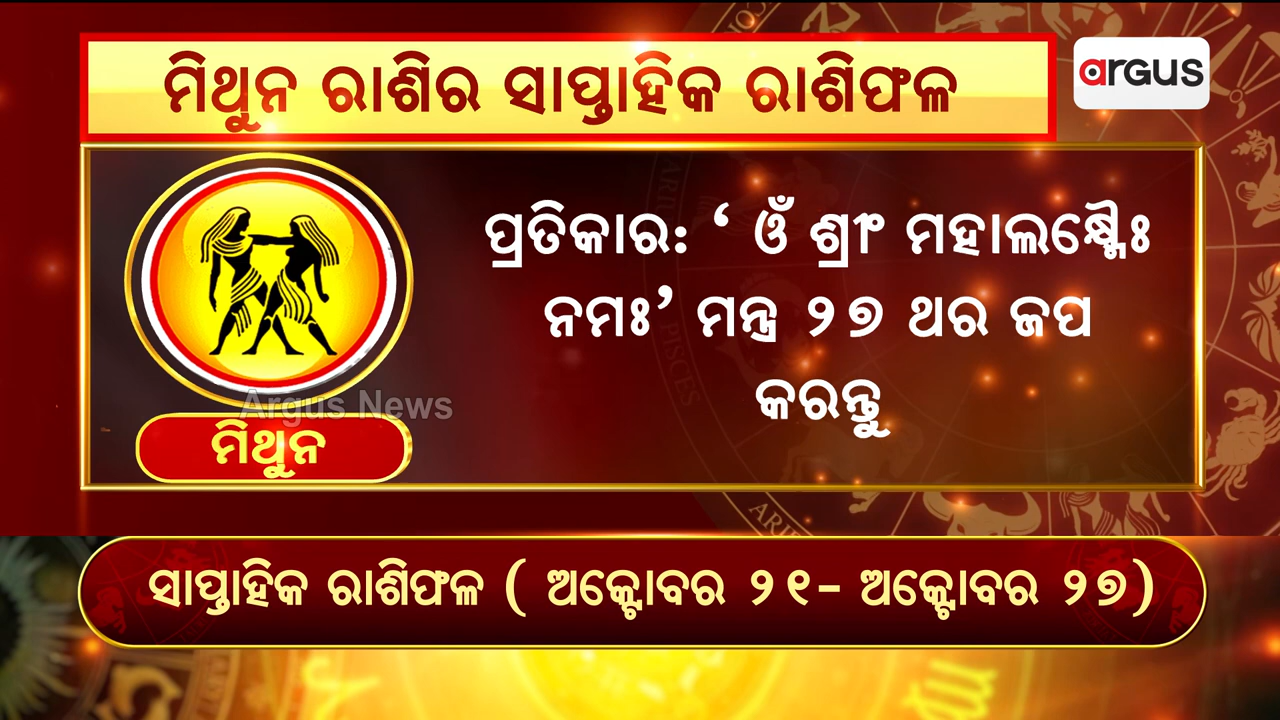 ମିଥୁନ ରାଶିର ସାପ୍ତାହିକ ରାଶିଫଳ
argus
ପ୍ରତିକାର: ‘ ଓଁ ଶ୍ରୀଂ ମହାଲକ୍ଷ୍ମୈଃ
ନମଃ’ ମନ୍ତ୍ର ୨୭ ଥର ଜପ
କରନ୍ତୁ
Argus News
ମିଥୁନ
PISCES
ସାପ୍ତାହିକ ରାଶିଫଳ ( ଅକ୍ଟୋବର ୨୧- ଅକ୍ଟୋବର ୨୭)